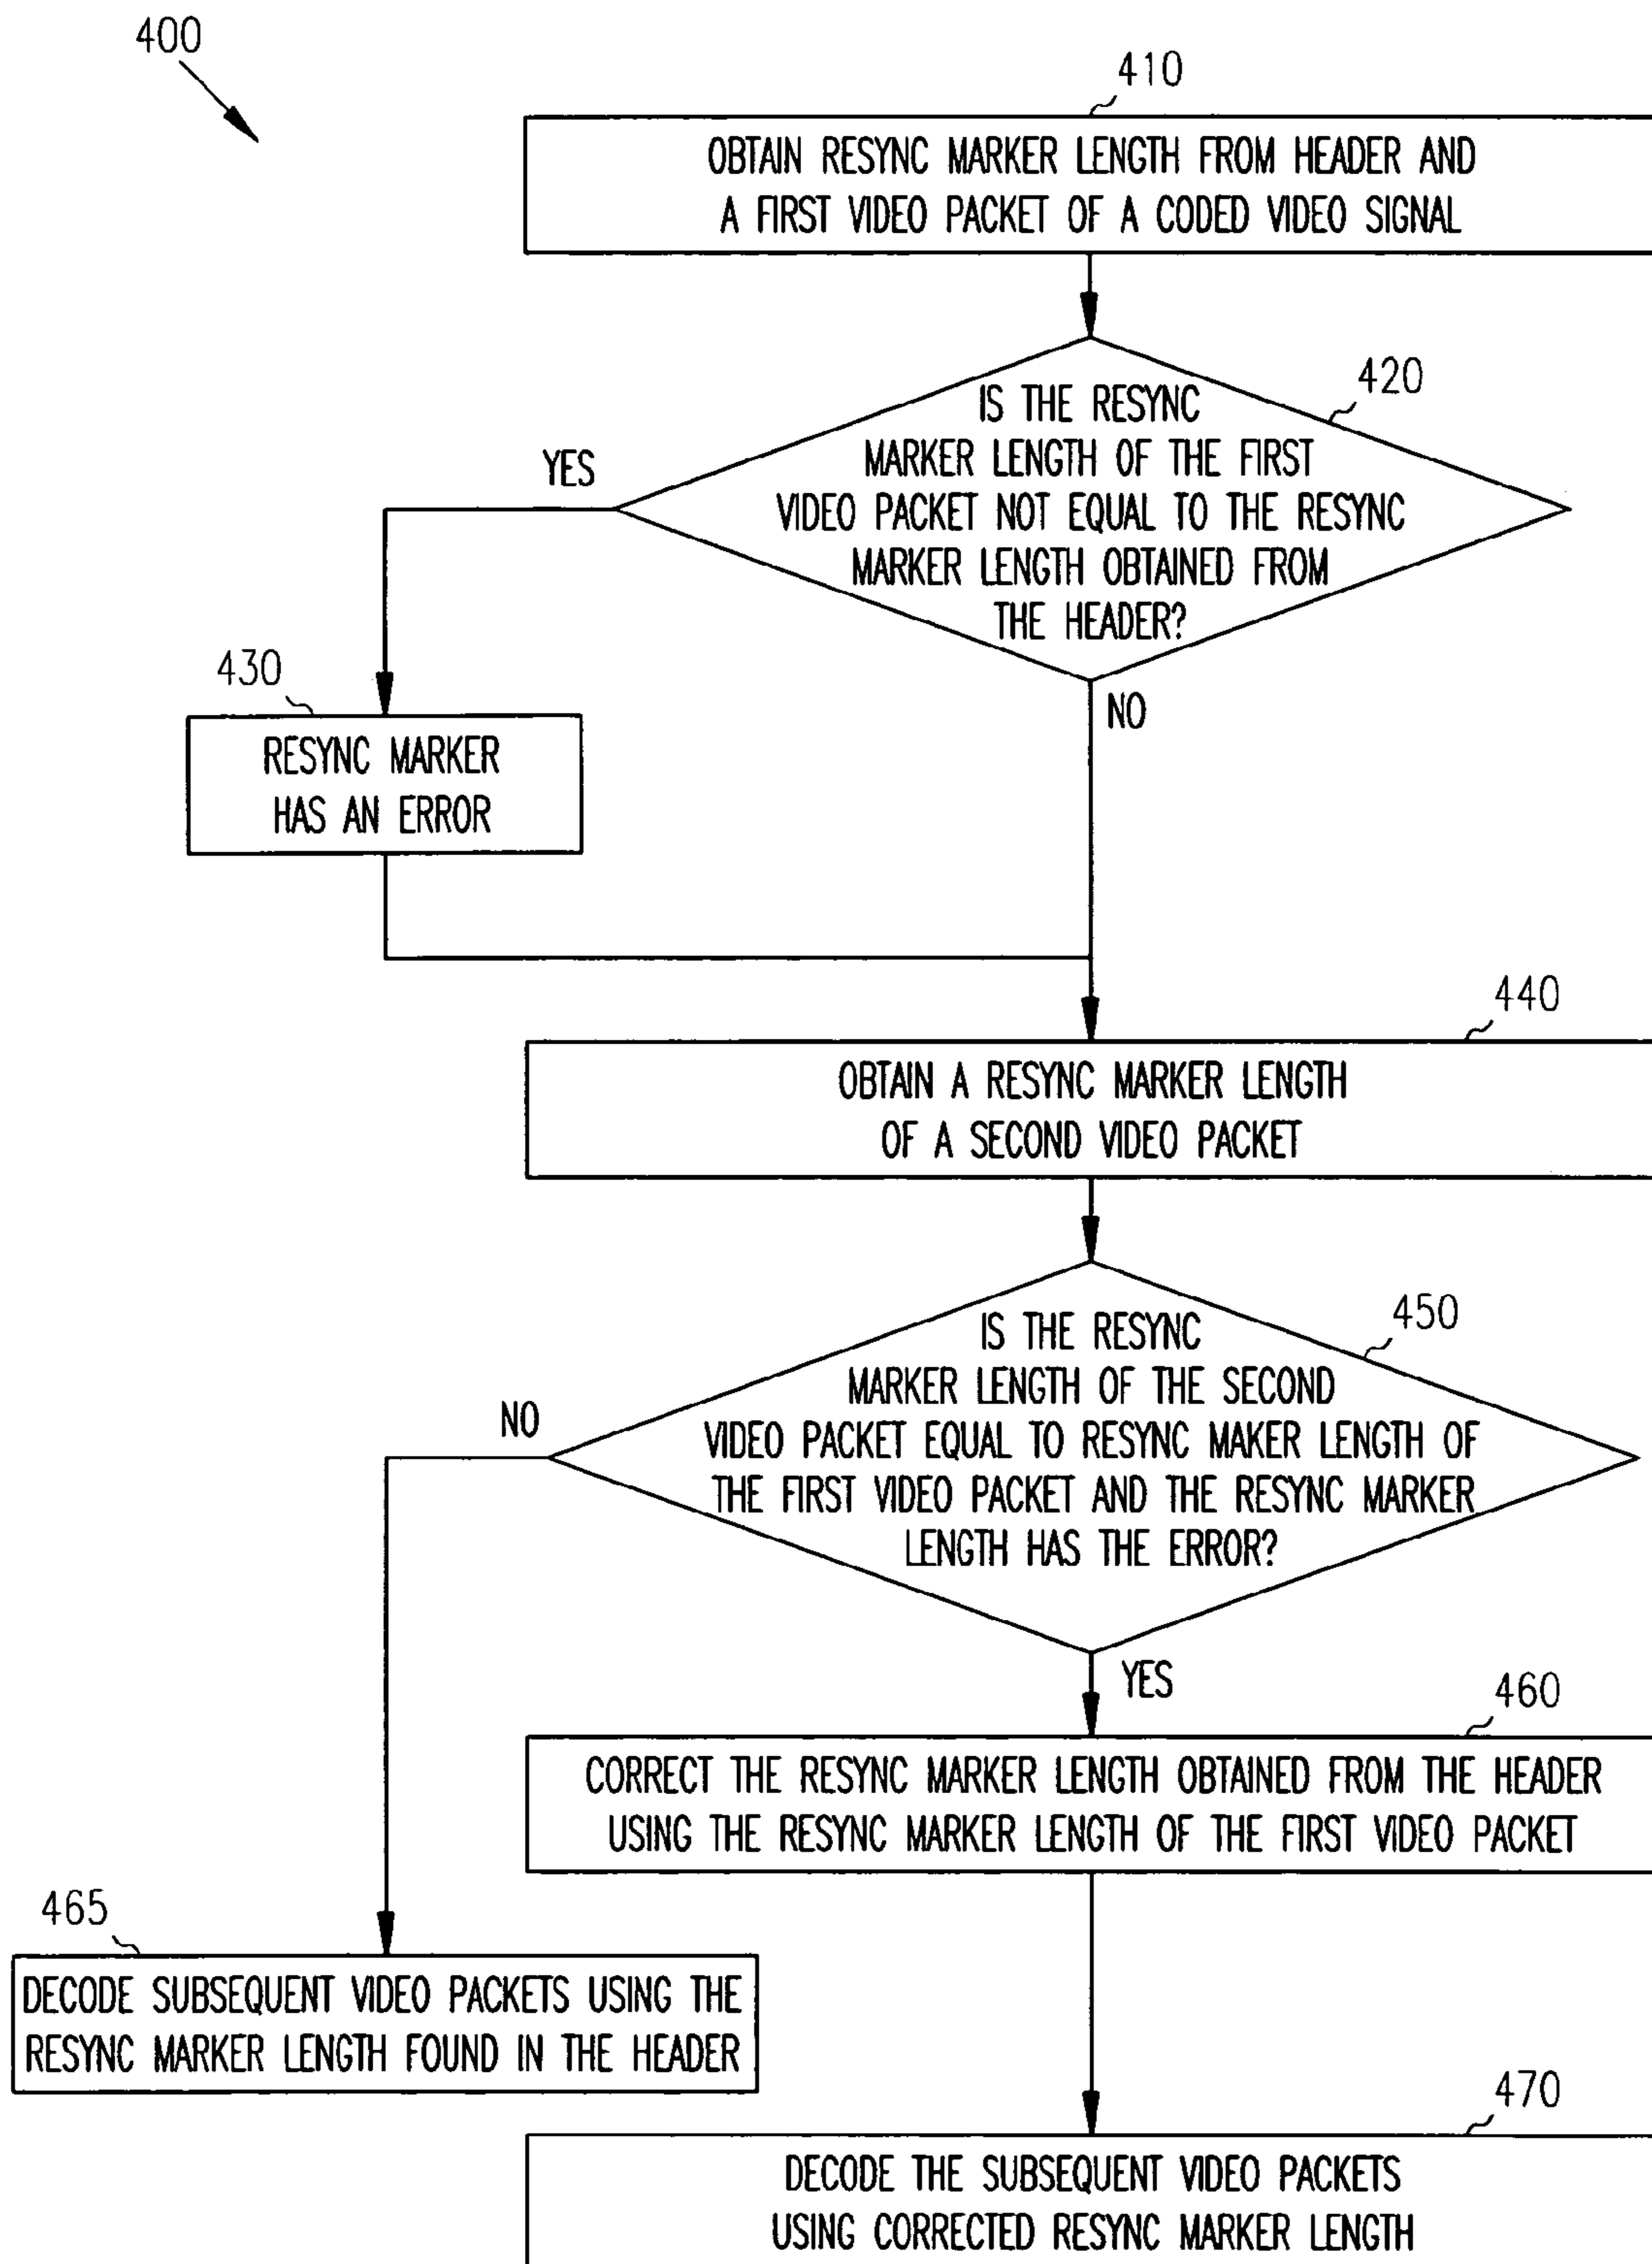 400
410
OBTAIN RESYNC MARKER LENGTH FROM HEADER AND
A FIRST VIDEO PACKET OF A CODED VIDEO SIGNAL
420
IS THE RESYNC
MARKER LENGTH OF THE FIRST
VIDEO PACKET NOT EQUAL TO THE RESYNC
MARKER LENGTH OBTAINED FROM
THE HEADER?
YES
NO
430
RESYNC MARKER
HAS AN ERROR
440
OBTAIN A RESYNC MARKER LENGTH
OF A SECOND VIDEO PACKET
450
IS THE RESYNC
MARKER LENGTH OF THE SECOND
VIDEO PACKET EQUAL TO RESYNC MAKER LENGTH OF
THE FIRST VIDEO PACKET AND THE RESYNC MARKER
LENGTH HAS THE ERROR?
NO
YES
460
CORRECT THE RESYNC MARKER LENGTH OBTAINED FROM THE HEADER
USING THE RESYNC MARKER LENGTH OF THE FIRST VIDEO PACKET
465
DECODE SUBSEQUENT VIDEO PACKETS USING THE
RESYNC MARKER LENGTH FOUND IN THE HEADER
470
DECODE THE SUBSEQUENT VIDEO PACKETS
USING CORRECTED RESYNC MARKER LENGTH